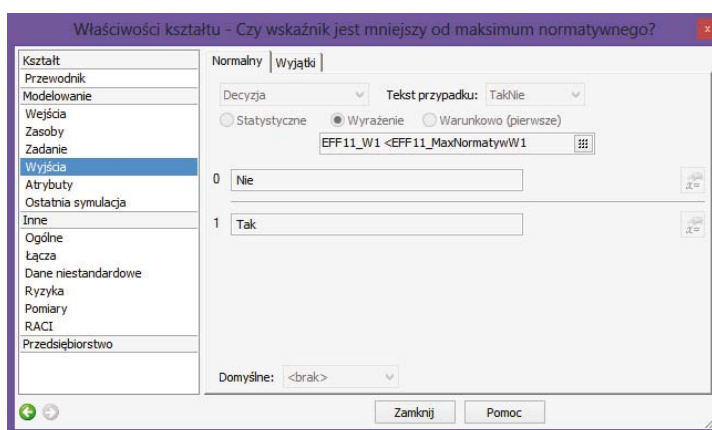 Właściwości kształtu - Czy wskaźnik jest mniejszy od maksimum normatywnego?
x
Kształt
Przewodnik
Modelowanie
Wejścia
Zasoby
Zadanie
Wyjścia
Atrybuty
Ostatnia symulacja
Inne
Ogólne
Łącza
Dane niestandardowe
Ryzyka
Pomiary
RACI
Przedsiębiorstwo
Normalny Wyjątki
Decyzja Tekst przypadku: TakNie
Statystyczne Wyrażenie Warunkowo (pierwsze)
EFF11_W1 <EFF11_MaxNormatywW1
0 Nie
x=
1 Tak
x=
Domyślne: <brak>
Zamknij Pomoc